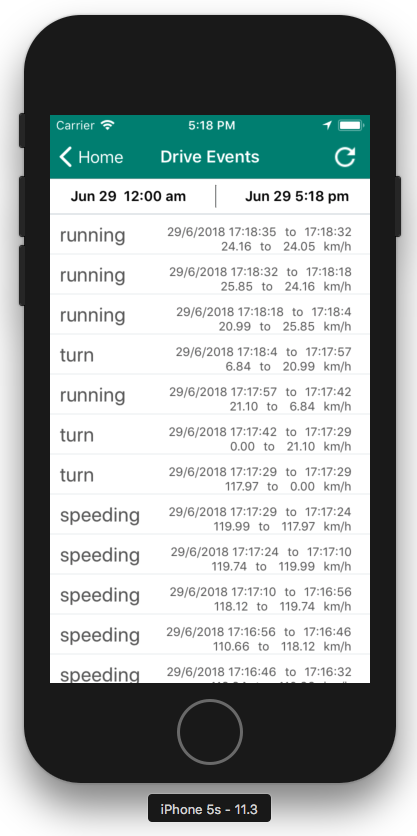 Carrier 5:18 PM
Home Drive Events
Jun 29 12:00 am Jun 29 5:18 pm
running 29/6/2018 17:18:35 to 17:18:32
24.16 to 24.05 km/h
running 29/6/2018 17:18:32 to 17:18:18
25.85 to 24.16 km/h
running 29/6/2018 17:18:18 to 17:18:4
20.99 to 25.85 km/h
turn 29/6/2018 17:18:4 to 17:17:57
6.84 to 20.99 km/h
running 29/6/2018 17:17:57 to 17:17:42
21.10 to 6.84 km/h
turn 29/6/2018 17:17:42 to 17:17:29
0.00 to 21.10 km/h
turn 29/6/2018 17:17:29 to 17:17:29
117.97 to 0.00 km/h
speeding 29/6/2018 17:17:29 to 17:17:24
119.99 to 117.97 km/h
speeding 29/6/2018 17:17:24 to 17:17:10
119.74 to 119.99 km/h
speeding 29/6/2018 17:17:10 to 17:16:56
118.12 to 119.74 km/h
speeding 29/6/2018 17:16:56 to 17:16:46
110.66 to 118.12 km/h
speeding 29/6/2018 17:16:46 to 17:16:32
iPhone 5s - 11.3